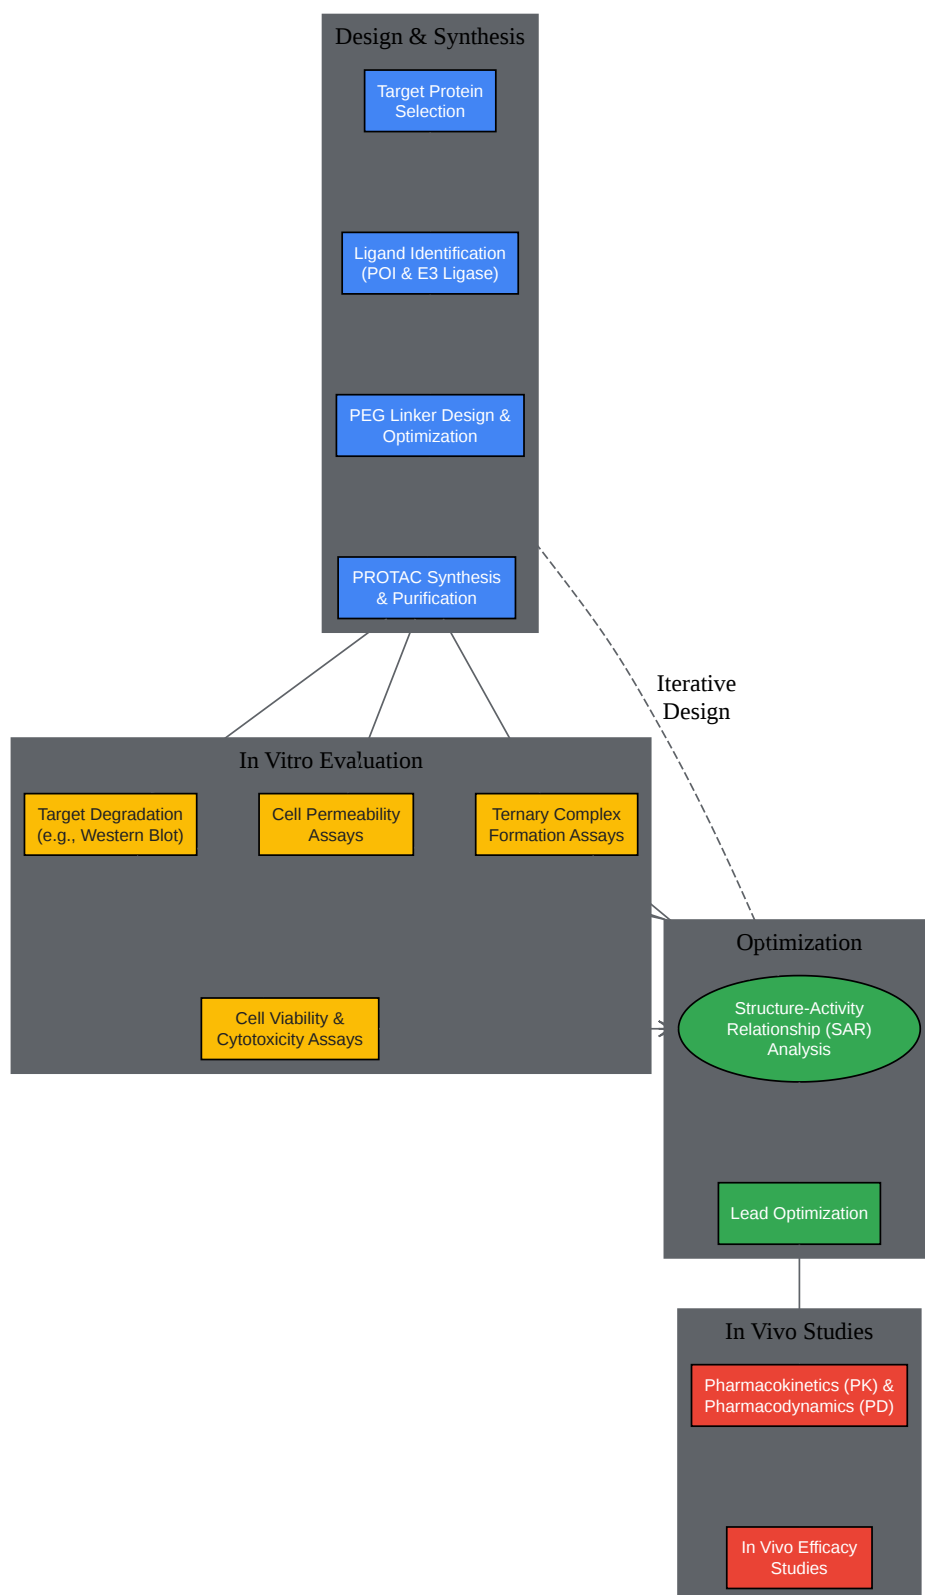 Design & Synthesis
Target Protein
Selection
Ligand Identification
(POI & E3 Ligase)
PEG Linker Design &
Optimization
PROTAC Synthesis
& Purification
Iterative
Design
In Vitro Evaluation
Target Degradation
(e.g., Western Blot)
Cell Permeability
Assays
Ternary Complex
Formation Assays
Cell Viability &
Cytotoxicity Assays
Optimization
Structure-Activity
Relationship (SAR)
Analysis
Lead Optimization
In Vivo Studies
Pharmacokinetics (PK) &
Pharmacodynamics (PD)
In Vivo Efficacy
Studies